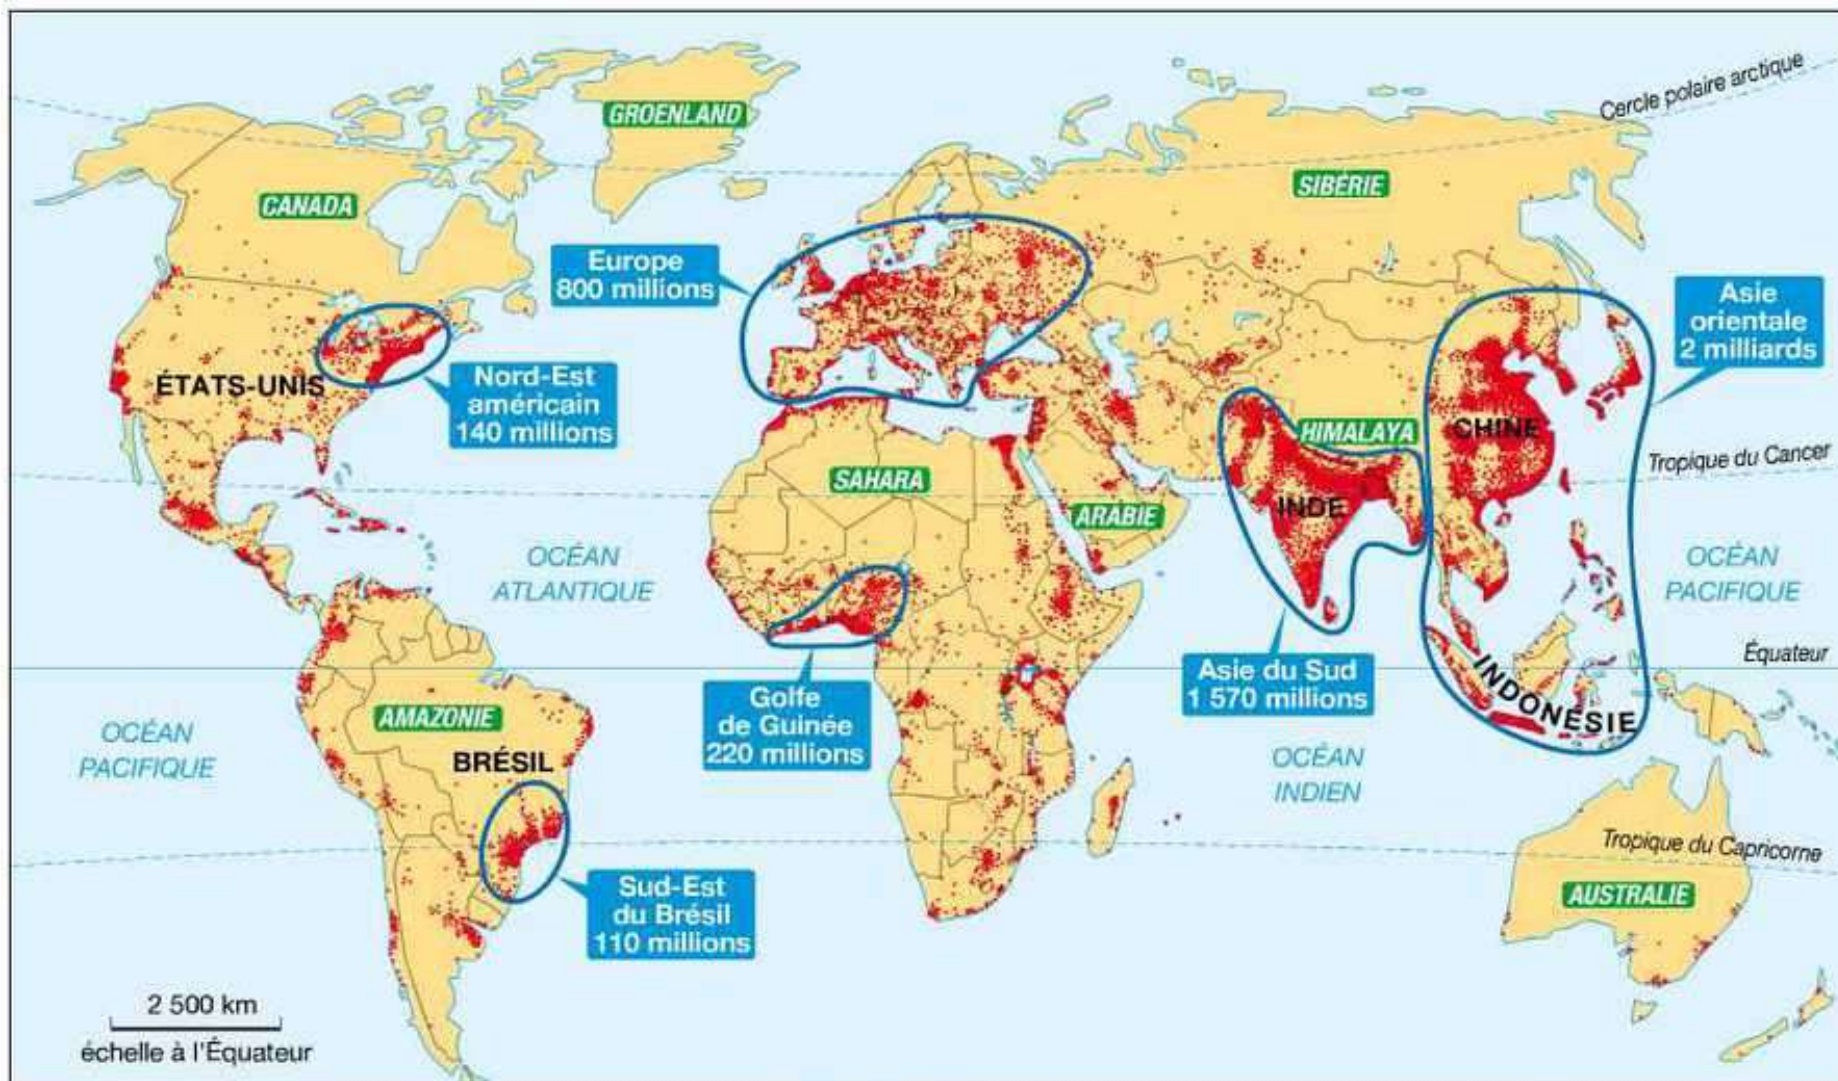 Cercle polaire arctique
GROENLAND
CANADA
SIBÉRIE
Europe
800 millions
Asie
orientale
2 milliards
ÉTATS-UNIS
Nord-Est
américain
140 millions
HIMALAYA
CHINE
Tropique du Cancer
SAHARA
INDE
ARABIE
OCÉAN
ATLANTIQUE
OCÉAN
PACIFIQUE
Équateur
Asie du Sud
1 570 millions
INDONÉSIE
Golfe
de Guinée
220 millions
AMAZONIE
OCÉAN
PACIFIQUE
BRÉSIL
OCÉAN
INDIEN
Tropique du Capricorne
AUSTRALIE
Sud-Est
du Brésil
110 millions
2 500 km
échelle à l'Équateur